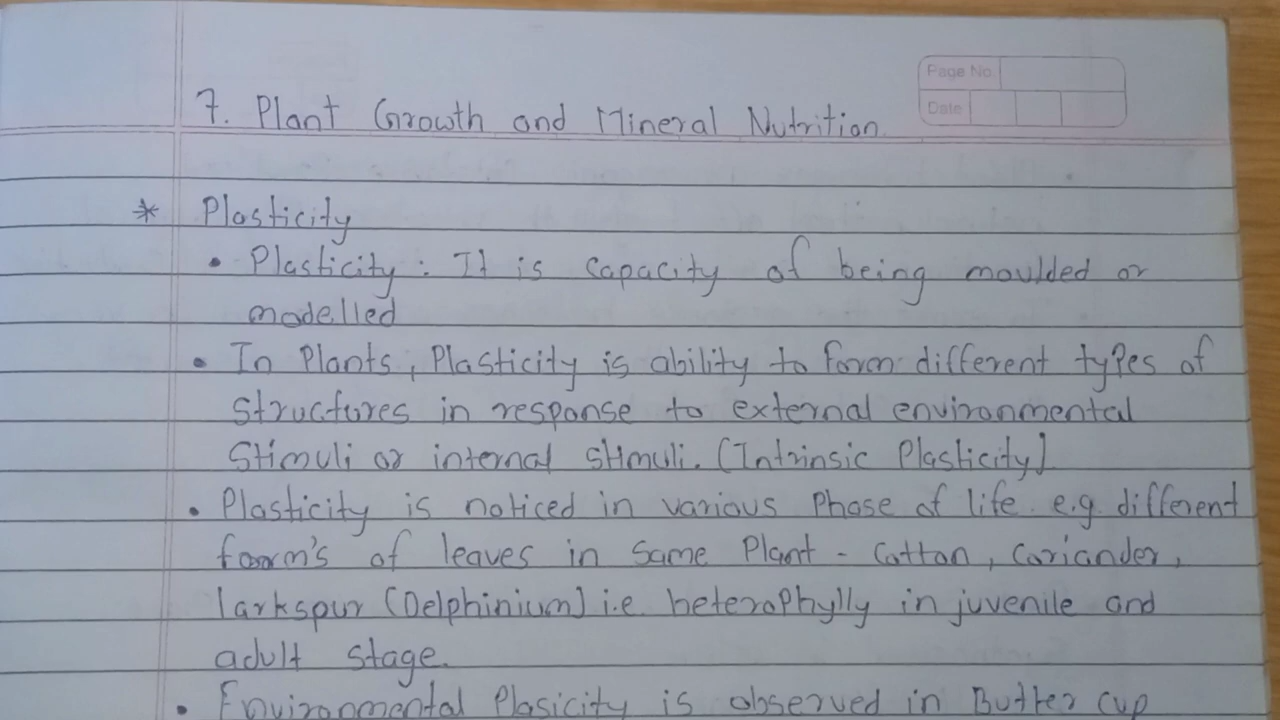 Page No.
Date
7. Plant Growth and Mineral Nutrition
* Plasticity
• Plasticity : It is capacity of being moulded or
modelled
• In Plants, Plasticity is ability to form different types of
structures in response to external environmental
Stimuli or internal stimuli. (Intrinsic Plasticity)
• Plasticity is noticed in various Phase of life e.g. different
foorm's of leaves in same Plant - Cotton, Coriander,
larkspur (Delphinium) i.e heterophylly in juvenile and
adult stage.
• Environmental Plasicity is observed in Butter cup